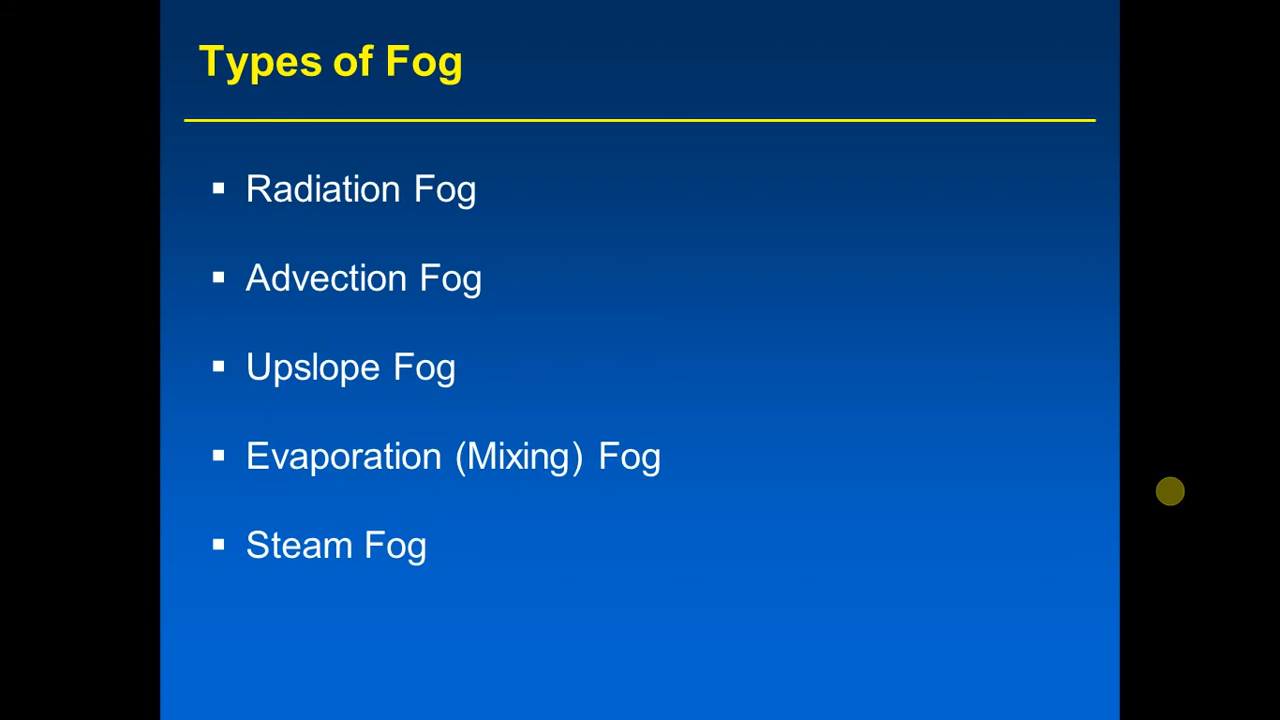 Types of Fog
▪ Radiation Fog
▪ Advection Fog
▪ Upslope Fog
▪ Evaporation (Mixing) Fog
▪ Steam Fog